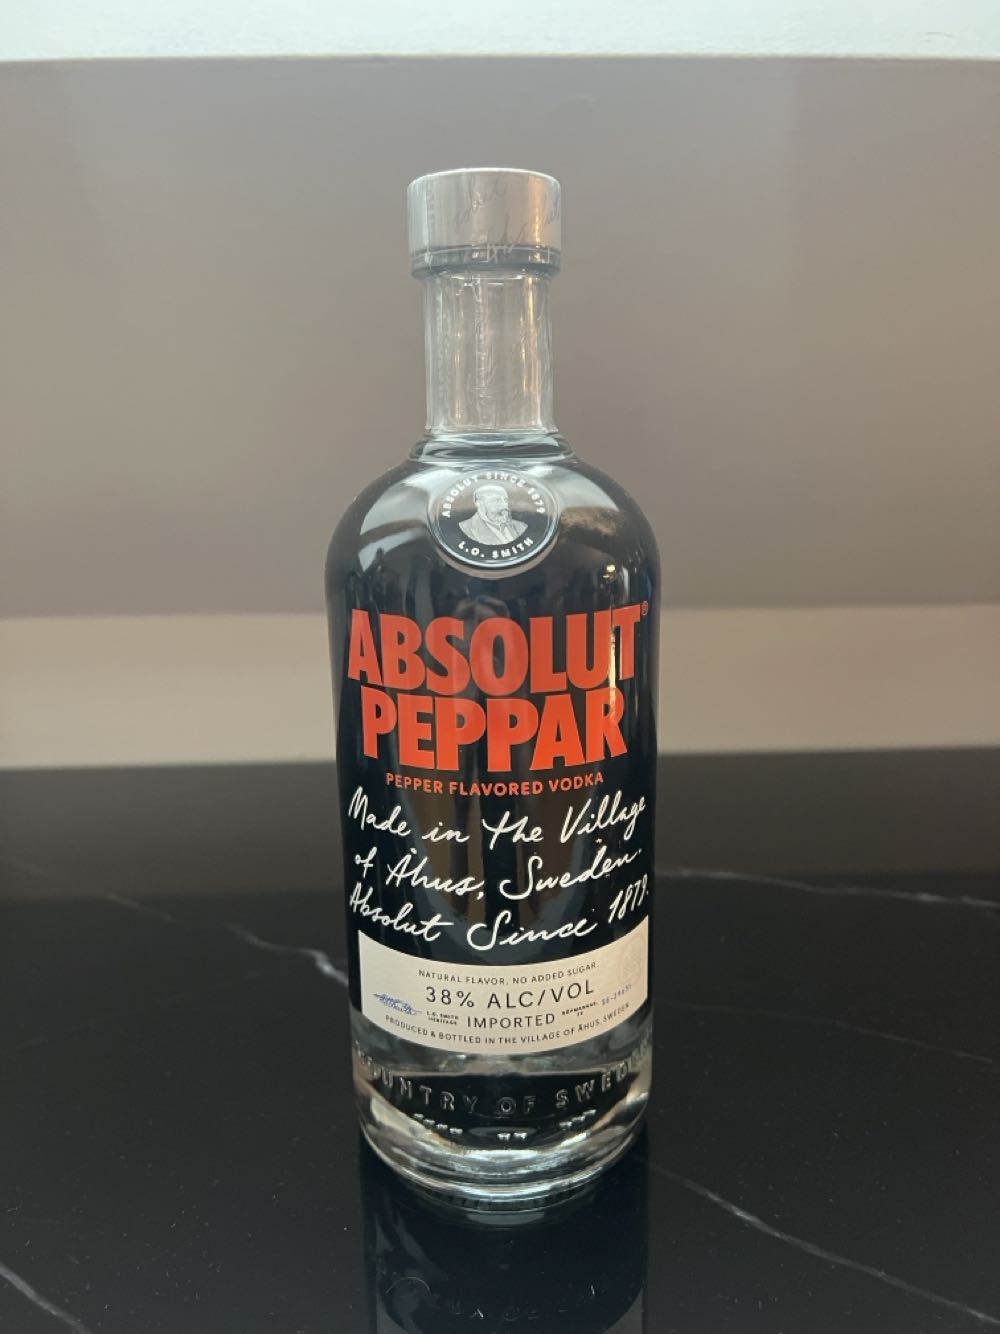 ABSOLUT SINCE 1879
L.O. SMITH
ABSOLUT®
PEPPAR
PEPPER FLAVORED VODKA
Made in the Village
of Åhus, Sweden.
Absolut Since 1879.
NATURAL FLAVOR. NO ADDED SUGAR.
38% ALC/VOL
L.O. SMITH
HERITAGE
IMPORTED
PRODUCED & BOTTLED IN THE VILLAGE OF ÅHUS, SWEDEN
COUNTRY OF SWEDEN